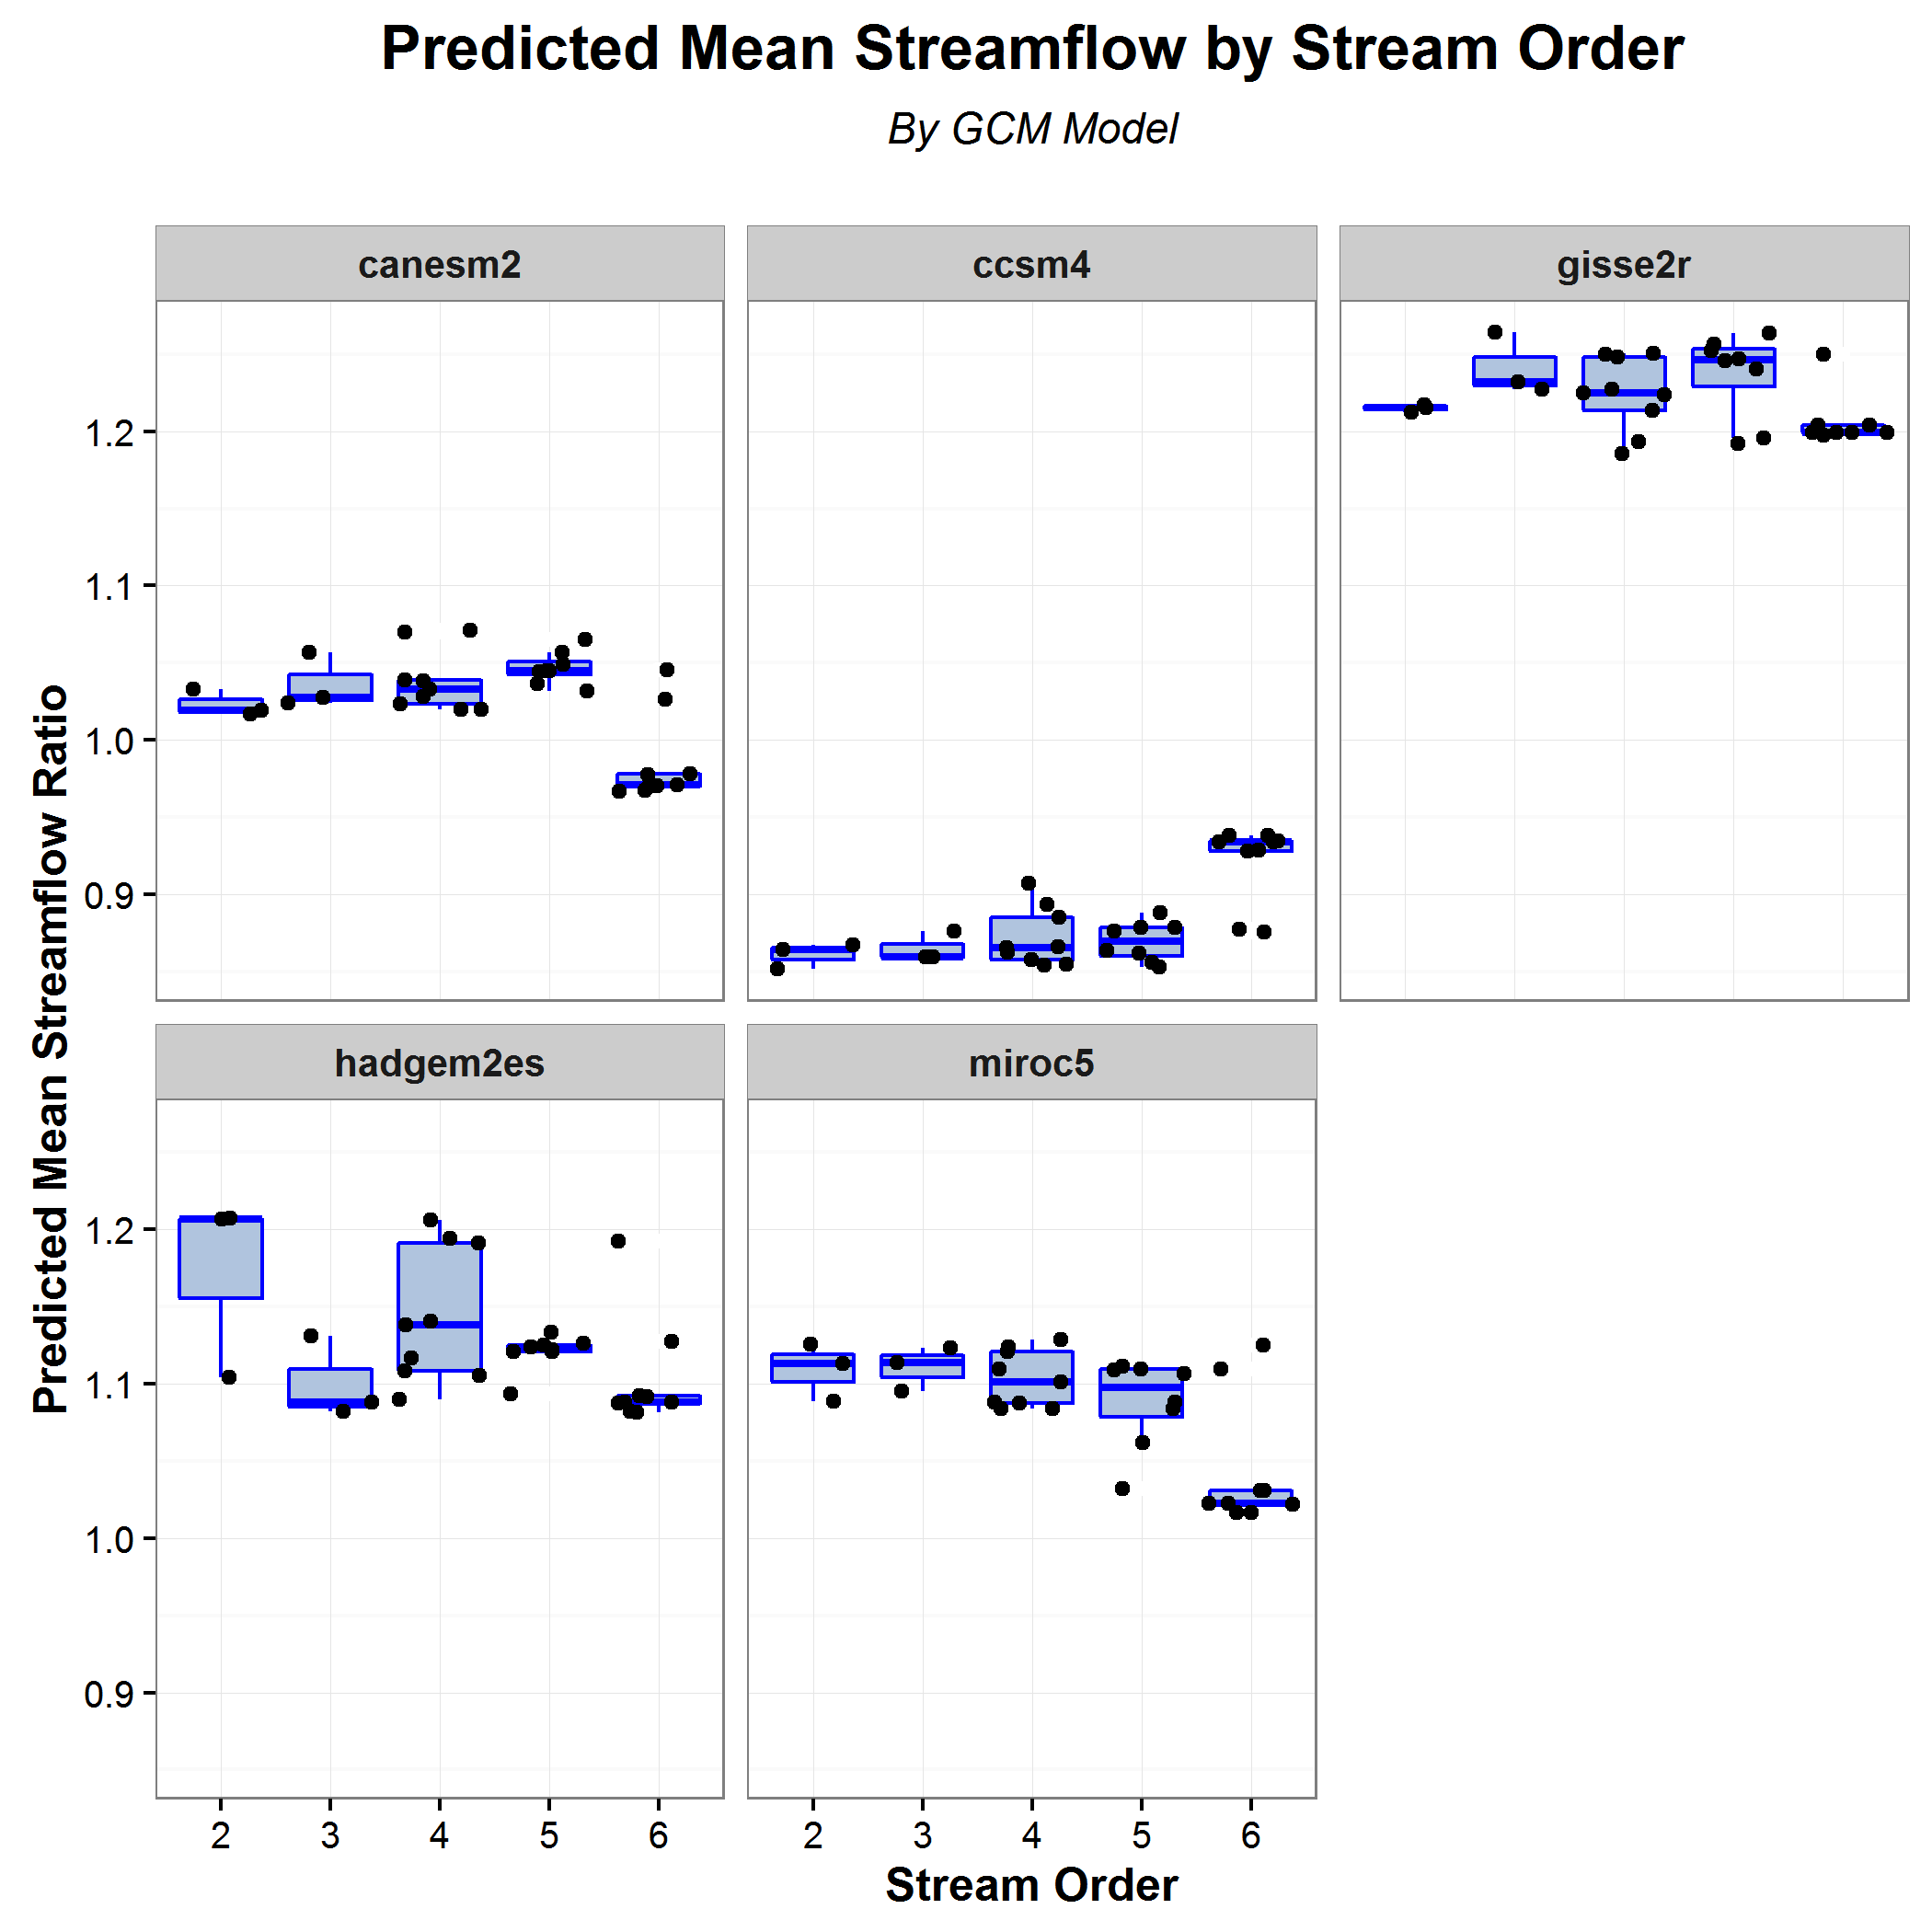 Predicted Mean Streamflow by Stream Order
By GCM Model
canesm2
ccsm4
gisse2r
1.2
1.1
1.0
0.9
Predicted Mean Streamflow Ratio
hadgem2es
miroc5
1.2
1.1
1.0
0.9
2 3 4 5 6
2 3 4 5 6
Stream Order